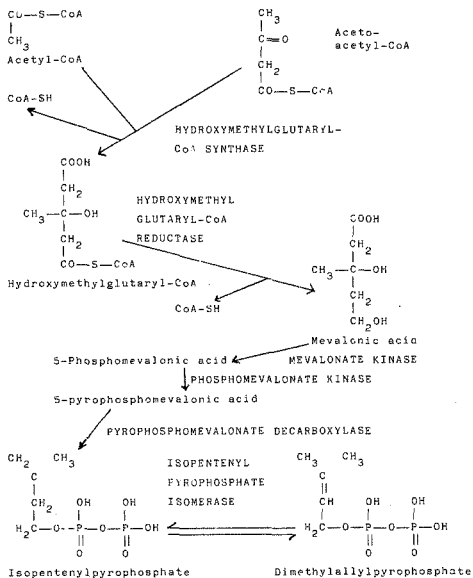 CO—S—CoA
CH3
Acetyl-CoA
CH3
C=O
CH2
CO—S—CoA
Aceto-
acetyl-CoA
CoA-SH
HYDROXYMETHYLGLUTARYL-
CoA SYNTHASE
COOH
CH2
CH3—C—OH
CH2
CO—S—CoA
Hydroxymethylglutaryl-CoA
HYDROXYMETHYL
GLUTARYL-CoA
REDUCTASE
CoA-SH
COOH
CH2
CH3—C—OH
CH2
CH2OH
Mevalonic acid
5-Phosphomevalonic acid
MEVALONATE KINASE
PHOSPHOMEVALONATE KINASE
5-pyrophosphomevalonic acid
PYROPHOSPHOMEVALONATE DECARBOXYLASE
CH2 CH3
C
CH2 OH OH
H2C—O—P—O—P—OH
O O
Isopentenylpyrophosphate
ISOPENTENYL
PYROPHOSPHATE
ISOMERASE
CH3 CH3
C
CH OH OH
H2C—O—P—O—P—OH
O O
Dimethylallylpyrophosphate